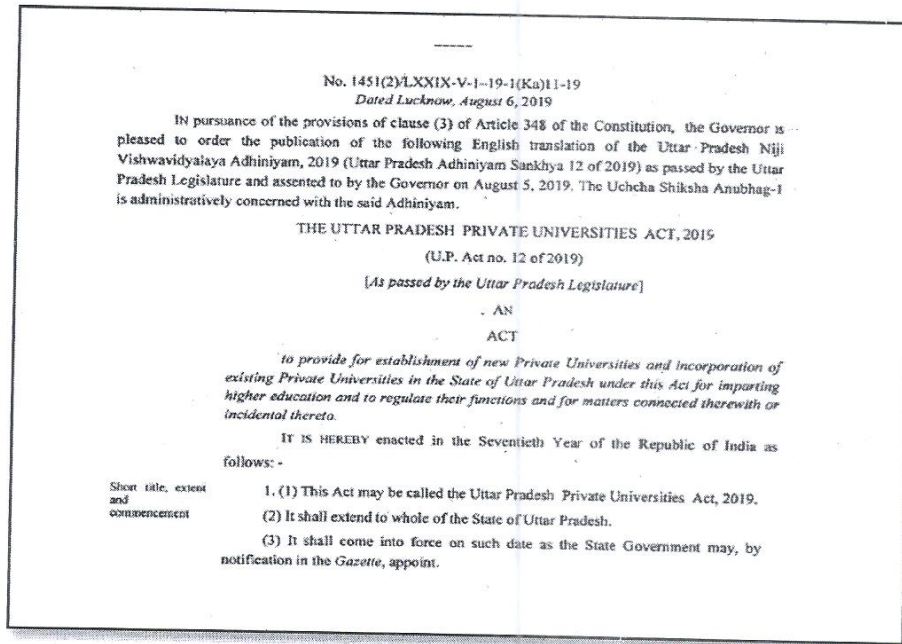 No. 1451(2)/LXXIX-V-1–19-1(Ka)11-19
Dated Lucknow, August 6, 2019
IN pursuance of the provisions of clause (3) of Article 348 of the Constitution, the Governor is
pleased to order the publication of the following English translation of the Uttar Pradesh Niji
Vishwavidyalaya Adhiniyam, 2019 (Uttar Pradesh Adhiniyam Sankhya 12 of 2019) as passed by the Uttar
Pradesh Legislature and assented to by the Governor on August 5, 2019. The Uchcha Shiksha Anubhag-1
is administratively concerned with the said Adhiniyam.
THE UTTAR PRADESH PRIVATE UNIVERSITIES ACT, 2019
(U.P. Act no. 12 of 2019)
[As passed by the Uttar Pradesh Legislature]
AN
ACT
to provide for establishment of new Private Universities and incorporation of
existing Private Universities in the State of Uttar Pradesh under this Act for imparting
higher education and to regulate their functions and for matters connected therewith or
incidental thereto.
IT IS HEREBY enacted in the Seventieth Year of the Republic of India as
follows: -
Short title, extent
and
commencement
1. (1) This Act may be called the Uttar Pradesh Private Universities Act, 2019.
(2) It shall extend to whole of the State of Uttar Pradesh.
(3) It shall come into force on such date as the State Government may, by
notification in the Gazette, appoint.